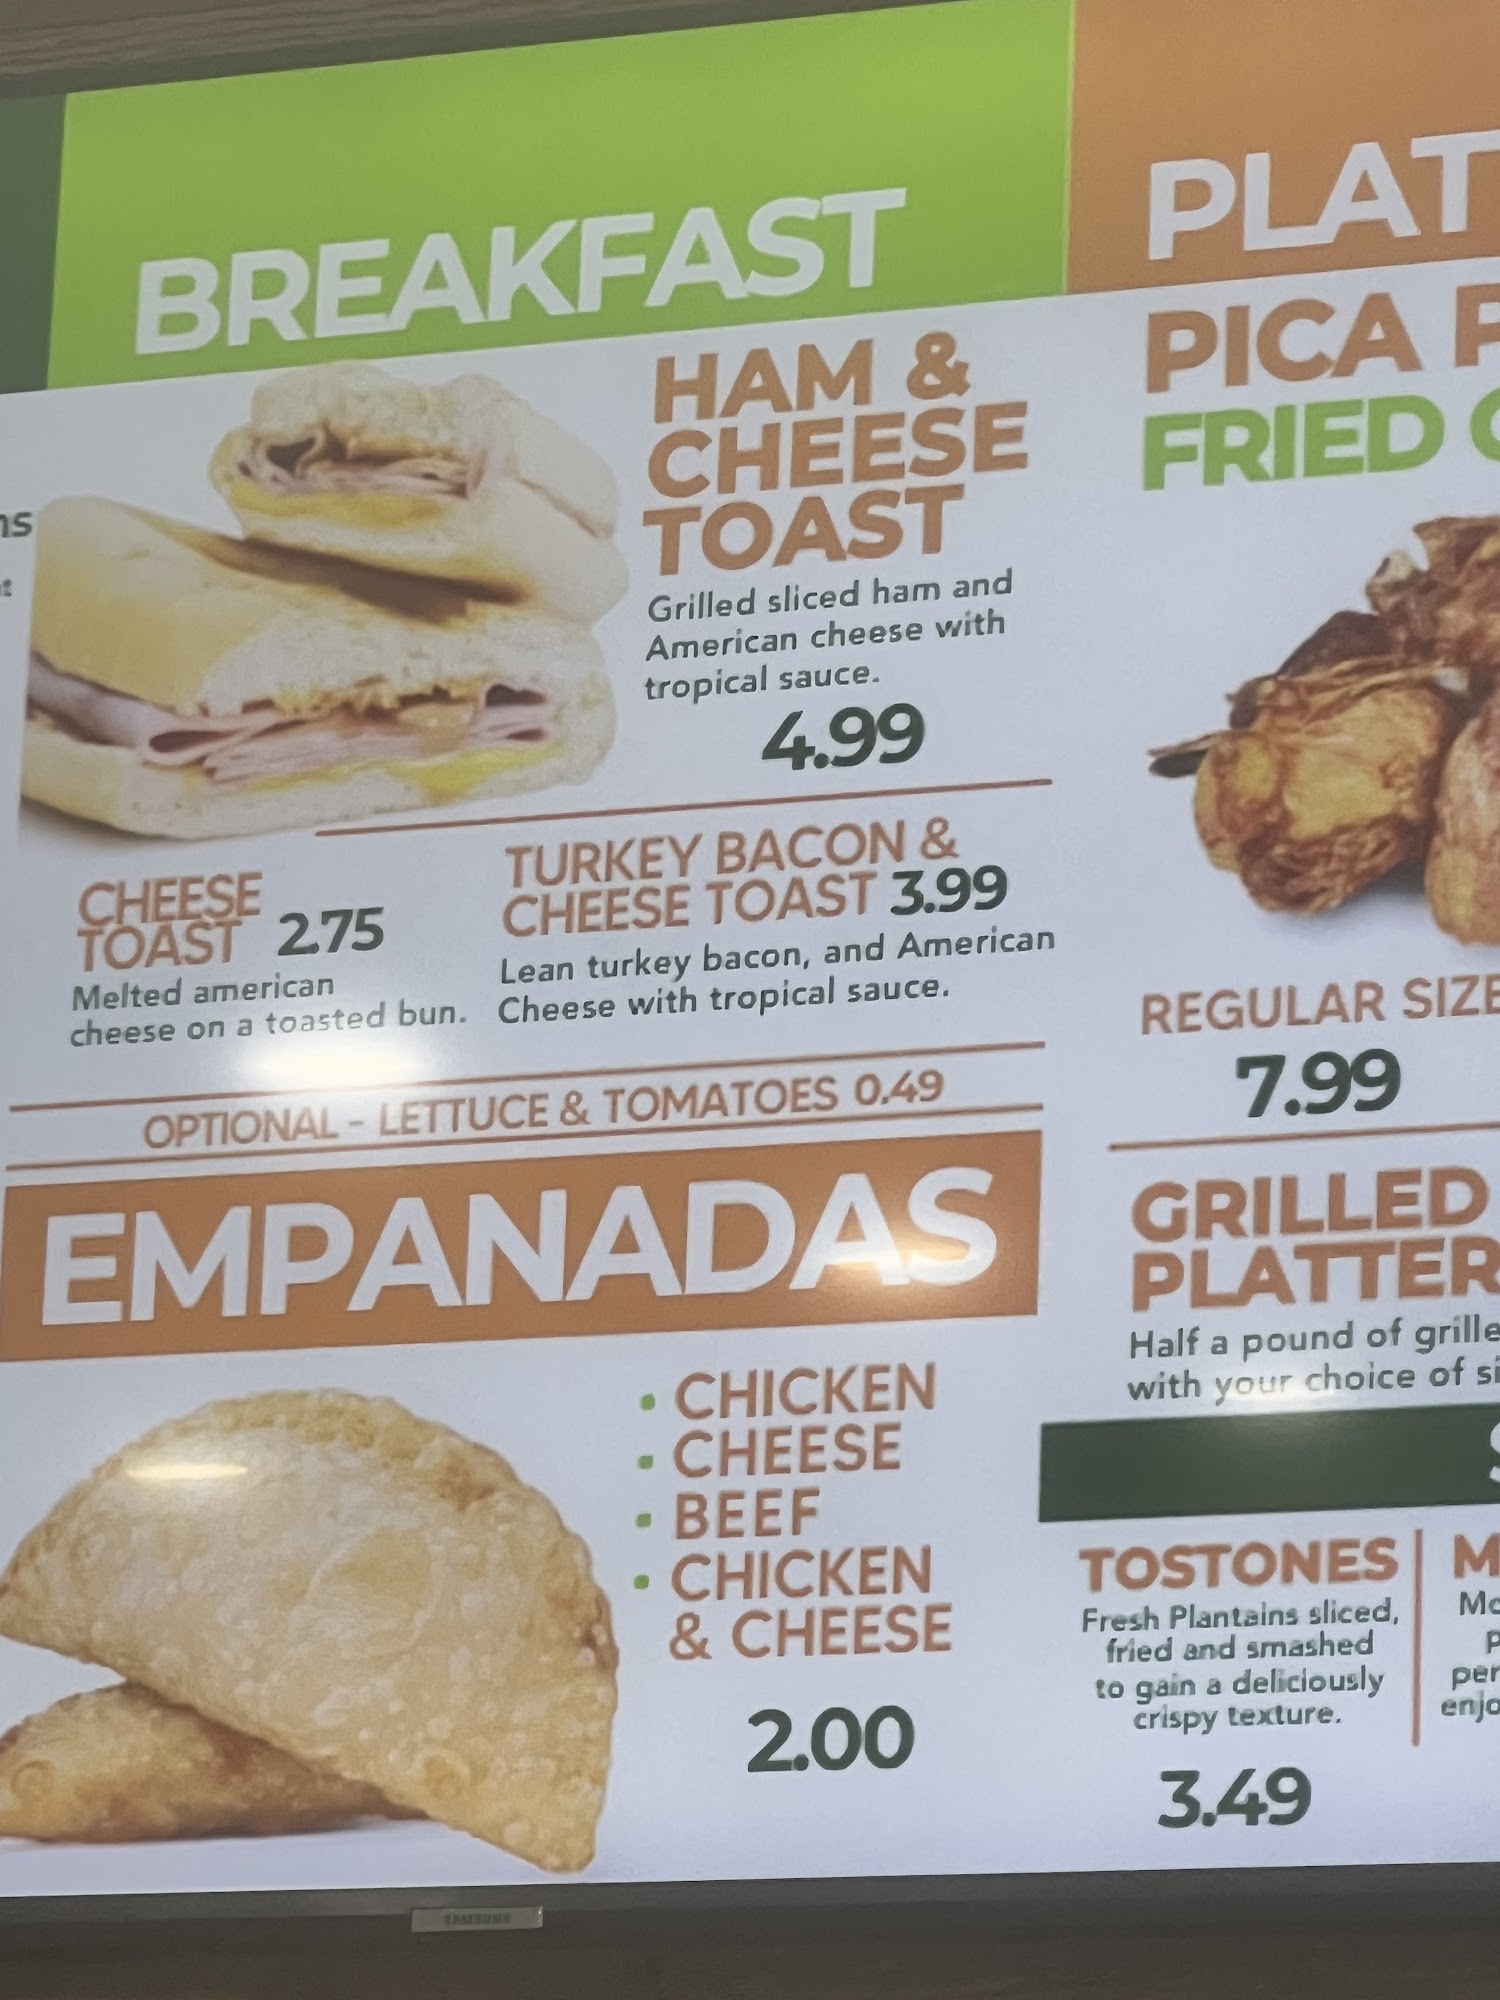 BREAKFAST
HAM &
CHEESE
TOAST
Grilled sliced ham and
American cheese with
tropical sauce.
4.99
CHEESE
TOAST 2.75
Melted american
cheese on a toasted bun.
TURKEY BACON &
CHEESE TOAST 3.99
Lean turkey bacon, and American
Cheese with tropical sauce.
OPTIONAL - LETTUCE & TOMATOES 0.49
EMPANADAS
• CHICKEN
• CHEESE
• BEEF
• CHICKEN
& CHEESE
2.00
PLAT
PICA P
FRIED
REGULAR SIZE
7.99
GRILLED
PLATTER
Half a pound of grille
with your choice of si
TOSTONES
Fresh Plantains sliced,
fried and smashed
to gain a deliciously
crispy texture.
3.49
M
Mo
p
per
enjo
SAMSUNG